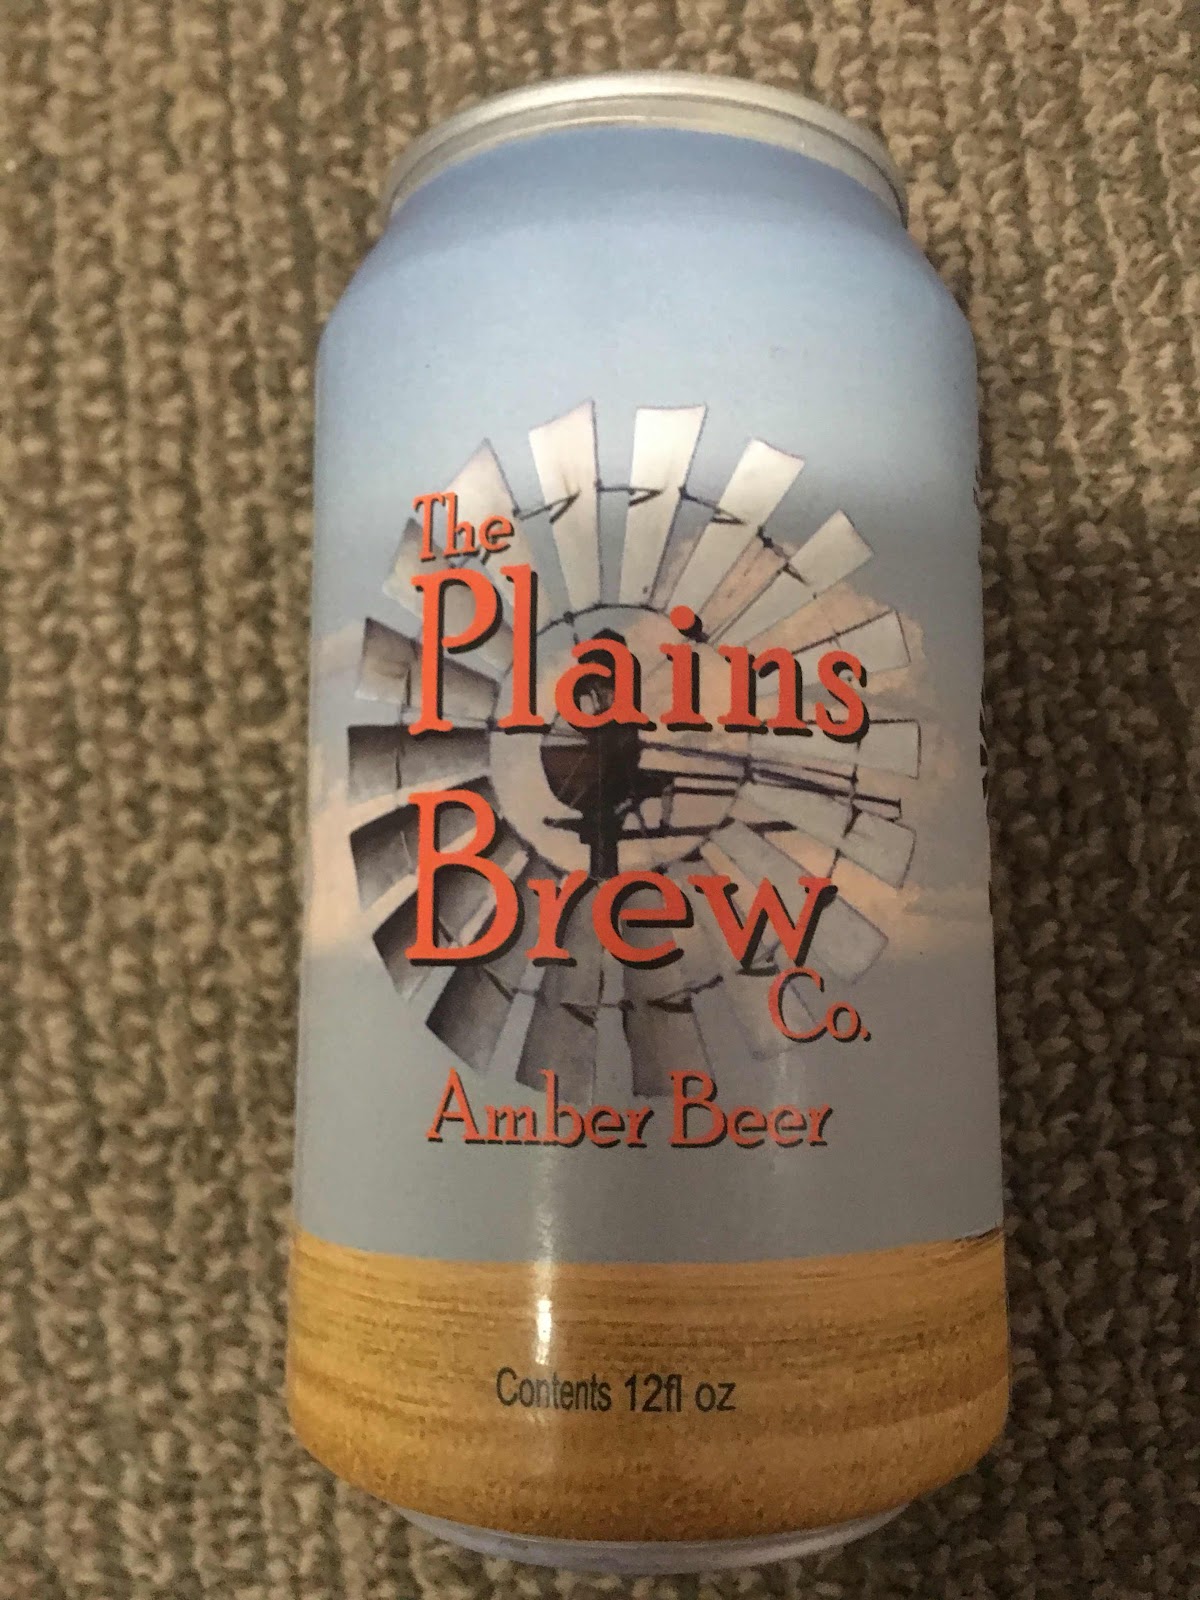 The
Plains
Brew
Co.
Amber Beer
Contents 12fl oz